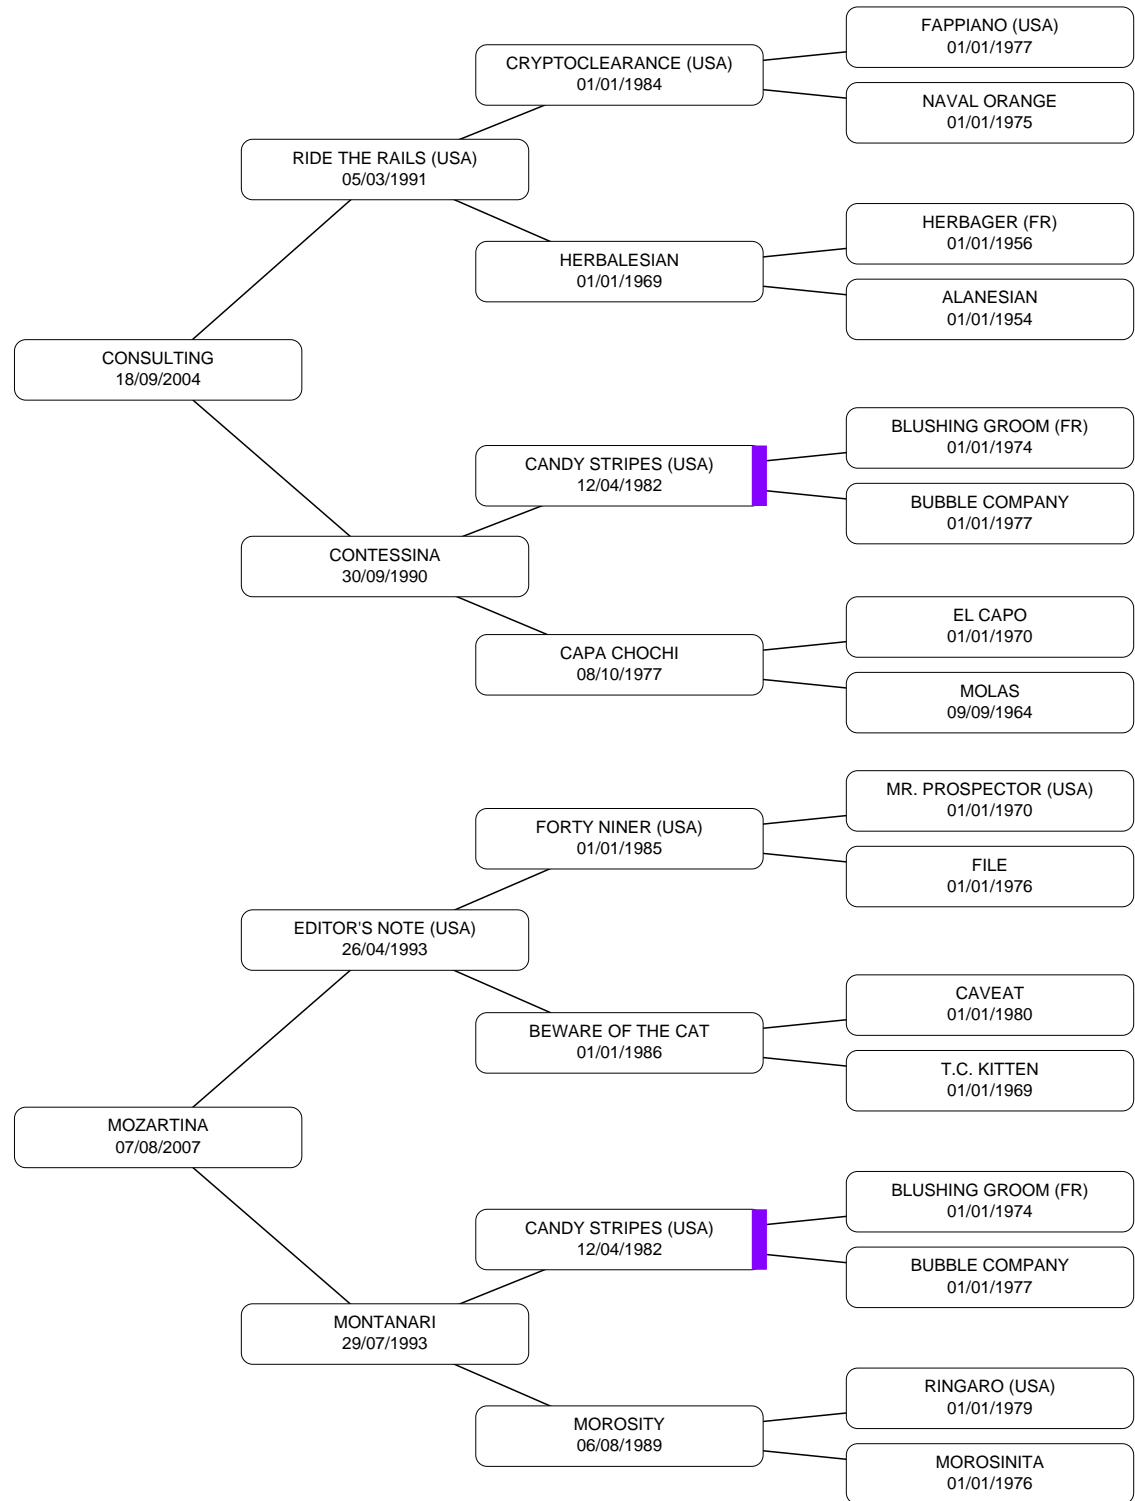 FAPPIANO (USA)
01/01/1977
CRYPTOCLEARANCE (USA)
01/01/1984
NAVAL ORANGE
01/01/1975
RIDE THE RAILS (USA)
05/03/1991
HERBAGER (FR)
01/01/1956
HERBALESIAN
01/01/1969
ALANESIAN
01/01/1954
CONSULTING
18/09/2004
BLUSHING GROOM (FR)
01/01/1974
CANDY STRIPES (USA)
12/04/1982
BUBBLE COMPANY
01/01/1977
CONTESSINA
30/09/1990
EL CAPO
01/01/1970
CAPA CHOCHI
08/10/1977
MOLAS
09/09/1964
MR. PROSPECTOR (USA)
01/01/1970
FORTY NINER (USA)
01/01/1985
FILE
01/01/1976
EDITOR'S NOTE (USA)
26/04/1993
CAVEAT
01/01/1980
BEWARE OF THE CAT
01/01/1986
T.C. KITTEN
01/01/1969
MOZARTINA
07/08/2007
BLUSHING GROOM (FR)
01/01/1974
CANDY STRIPES (USA)
12/04/1982
BUBBLE COMPANY
01/01/1977
MONTANARI
29/07/1993
RINGARO (USA)
01/01/1979
MOROSITY
06/08/1989
MOROSINITA
01/01/1976